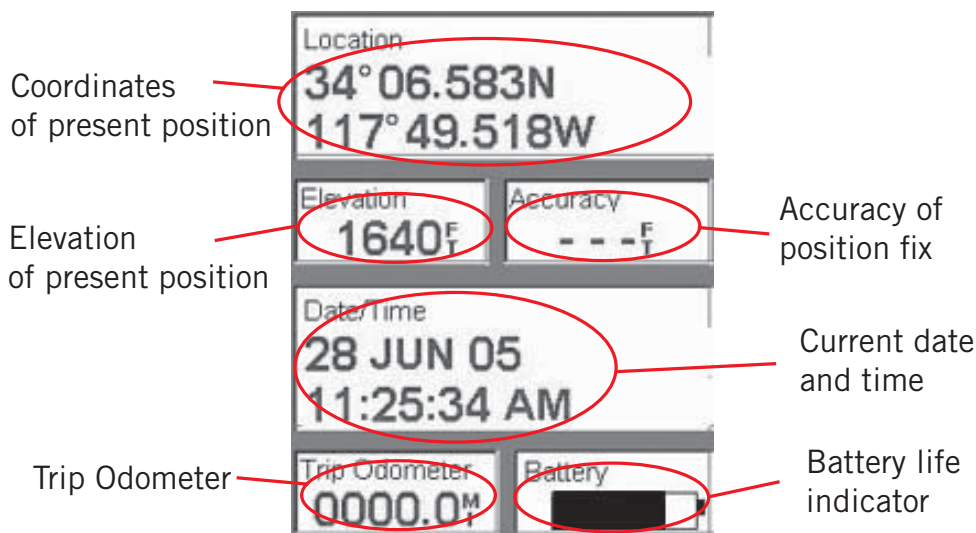 Location
34°06.583N
117°49.518W
Coordinates
of present position
Elevation
1640FT
Accuracy
- - -FT
Elevation
of present position
Accuracy of
position fix
Date/Time
28 JUN 05
11:25:34 AM
Current date
and time
Trip Odometer
Trip Odometer
0000.0MI
Battery
Battery life
indicator